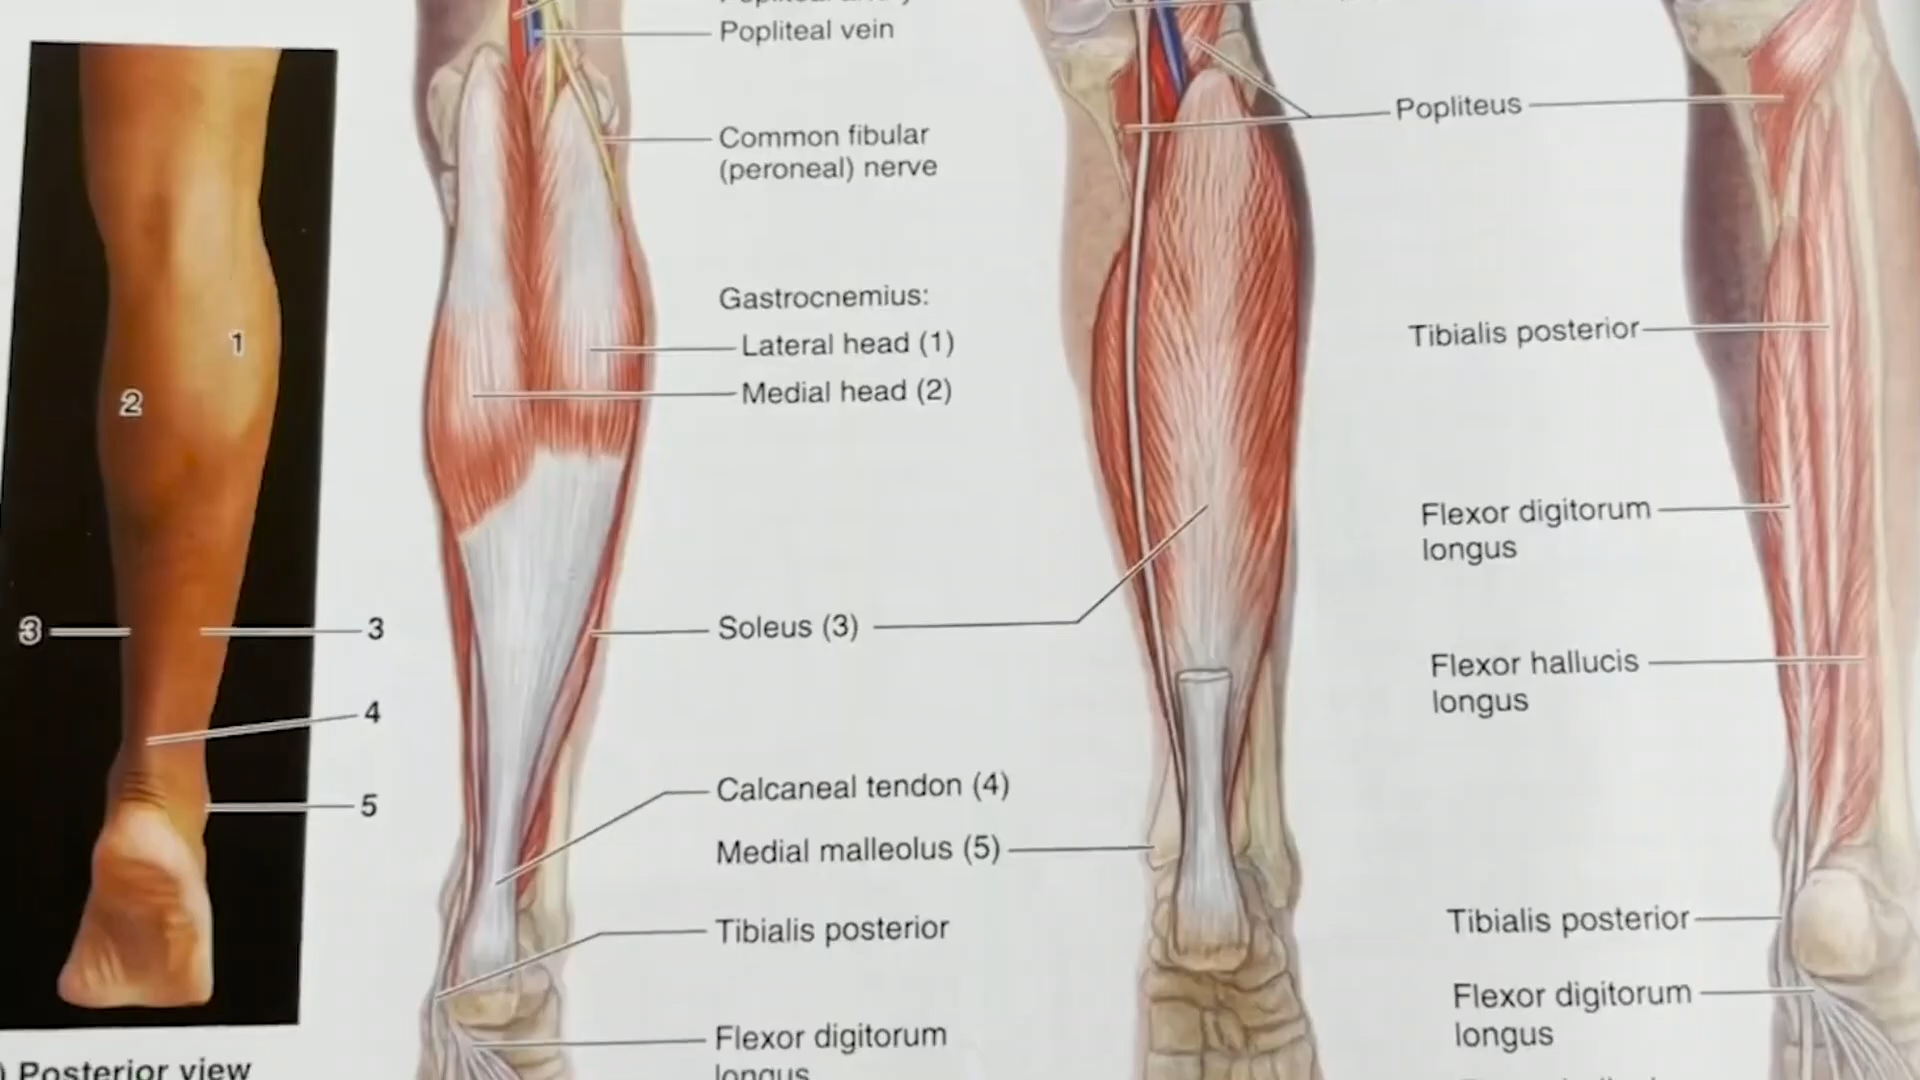 Popliteal vein
Common fibular
(peroneal) nerve
Gastrocnemius:
Lateral head (1)
Medial head (2)
Soleus (3)
Calcaneal tendon (4)
Medial malleolus (5)
Tibialis posterior
Flexor digitorum
longus
Popliteus
Tibialis posterior
Flexor digitorum
longus
Flexor hallucis
longus
Tibialis posterior
Flexor digitorum
longus
1
2
3
3
4
5
) Posterior view